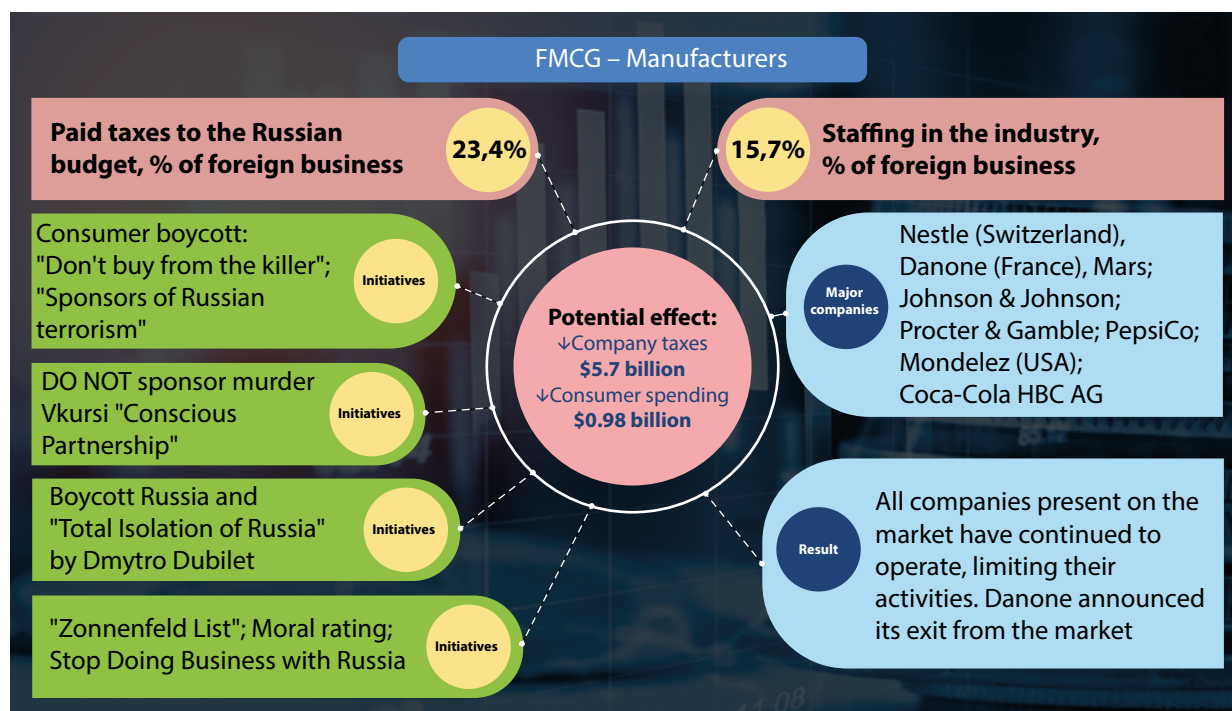 FMCG – Manufacturers
Paid taxes to the Russian
budget, % of foreign business
23,4%
15,7%
Staffing in the industry,
% of foreign business
Consumer boycott:
"Don't buy from the killer";
"Sponsors of Russian
terrorism"
Initiatives
DO NOT sponsor murder
Vkursi "Conscious
Partnership"
Initiatives
Boycott Russia and
"Total Isolation of Russia"
by Dmytro Dubilet
Initiatives
"Zonnenfeld List"; Moral rating;
Stop Doing Business with Russia
Initiatives
Potential effect:
↓Company taxes
$5.7 billion
↓Consumer spending
$0.98 billion
Major
companies
Nestle (Switzerland),
Danone (France), Mars;
Johnson & Johnson;
Procter & Gamble; PepsiCo;
Mondelez (USA);
Coca-Cola HBC AG
Result
All companies present on the
market have continued to
operate, limiting their
activities. Danone announced
its exit from the market